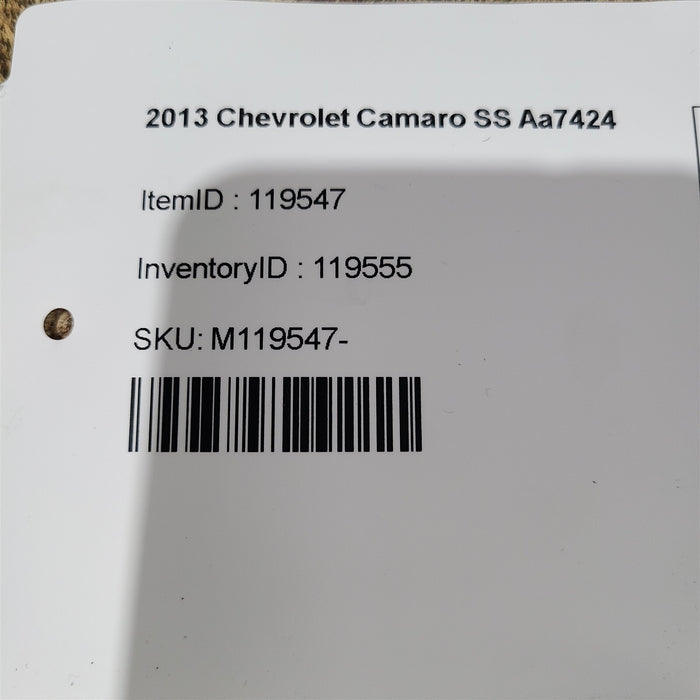 2013 Chevrolet Camaro SS Aa7424
ItemID : 119547
InventoryID : 119555
SKU: M119547-